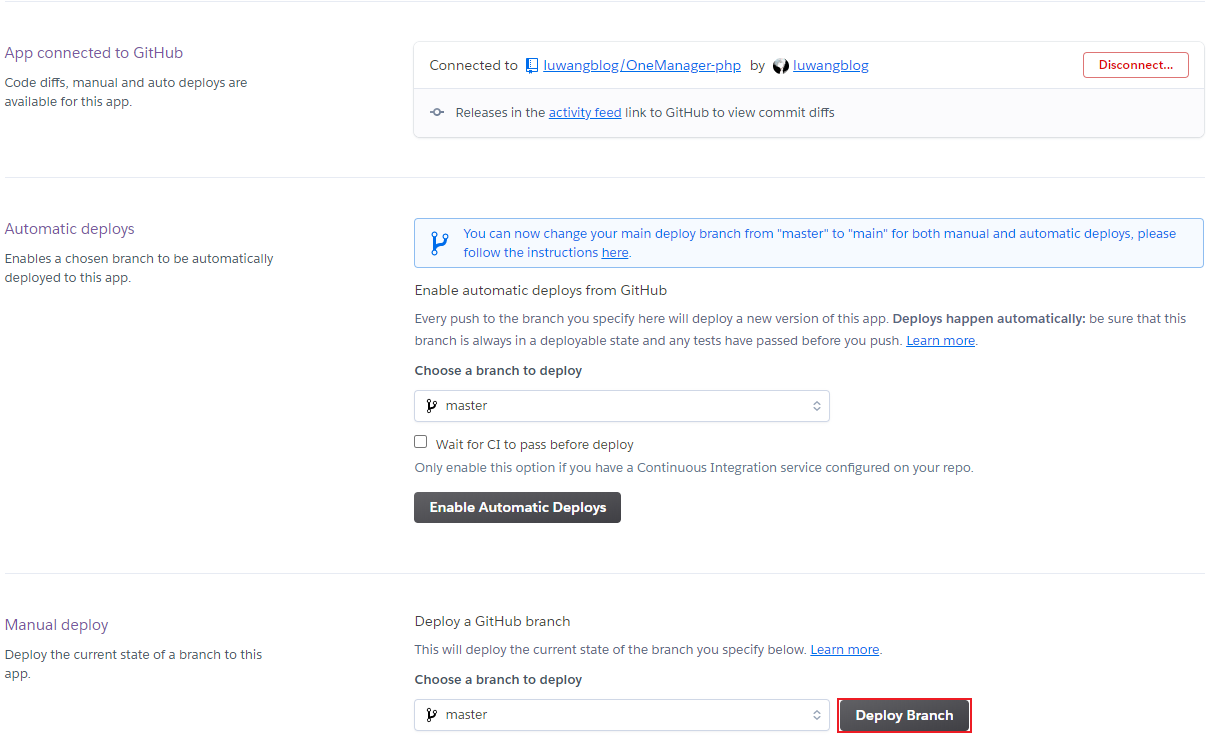 App connected to GitHub
Code diffs, manual and auto deploys are
available for this app.
Connected to luwangblog/OneManager-php by luwangblog
Disconnect...
Releases in the activity feed link to GitHub to view commit diffs
Automatic deploys
Enables a chosen branch to be automatically
deployed to this app.
You can now change your main deploy branch from "master" to "main" for both manual and automatic deploys, please
follow the instructions here.
Enable automatic deploys from GitHub
Every push to the branch you specify here will deploy a new version of this app. Deploys happen automatically: be sure that this
branch is always in a deployable state and any tests have passed before you push. Learn more.
Choose a branch to deploy
master
Wait for CI to pass before deploy
Only enable this option if you have a Continuous Integration service configured on your repo.
Enable Automatic Deploys
Manual deploy
Deploy the current state of a branch to this
app.
Deploy a GitHub branch
This will deploy the current state of the branch you specify below. Learn more.
Choose a branch to deploy
master
Deploy Branch